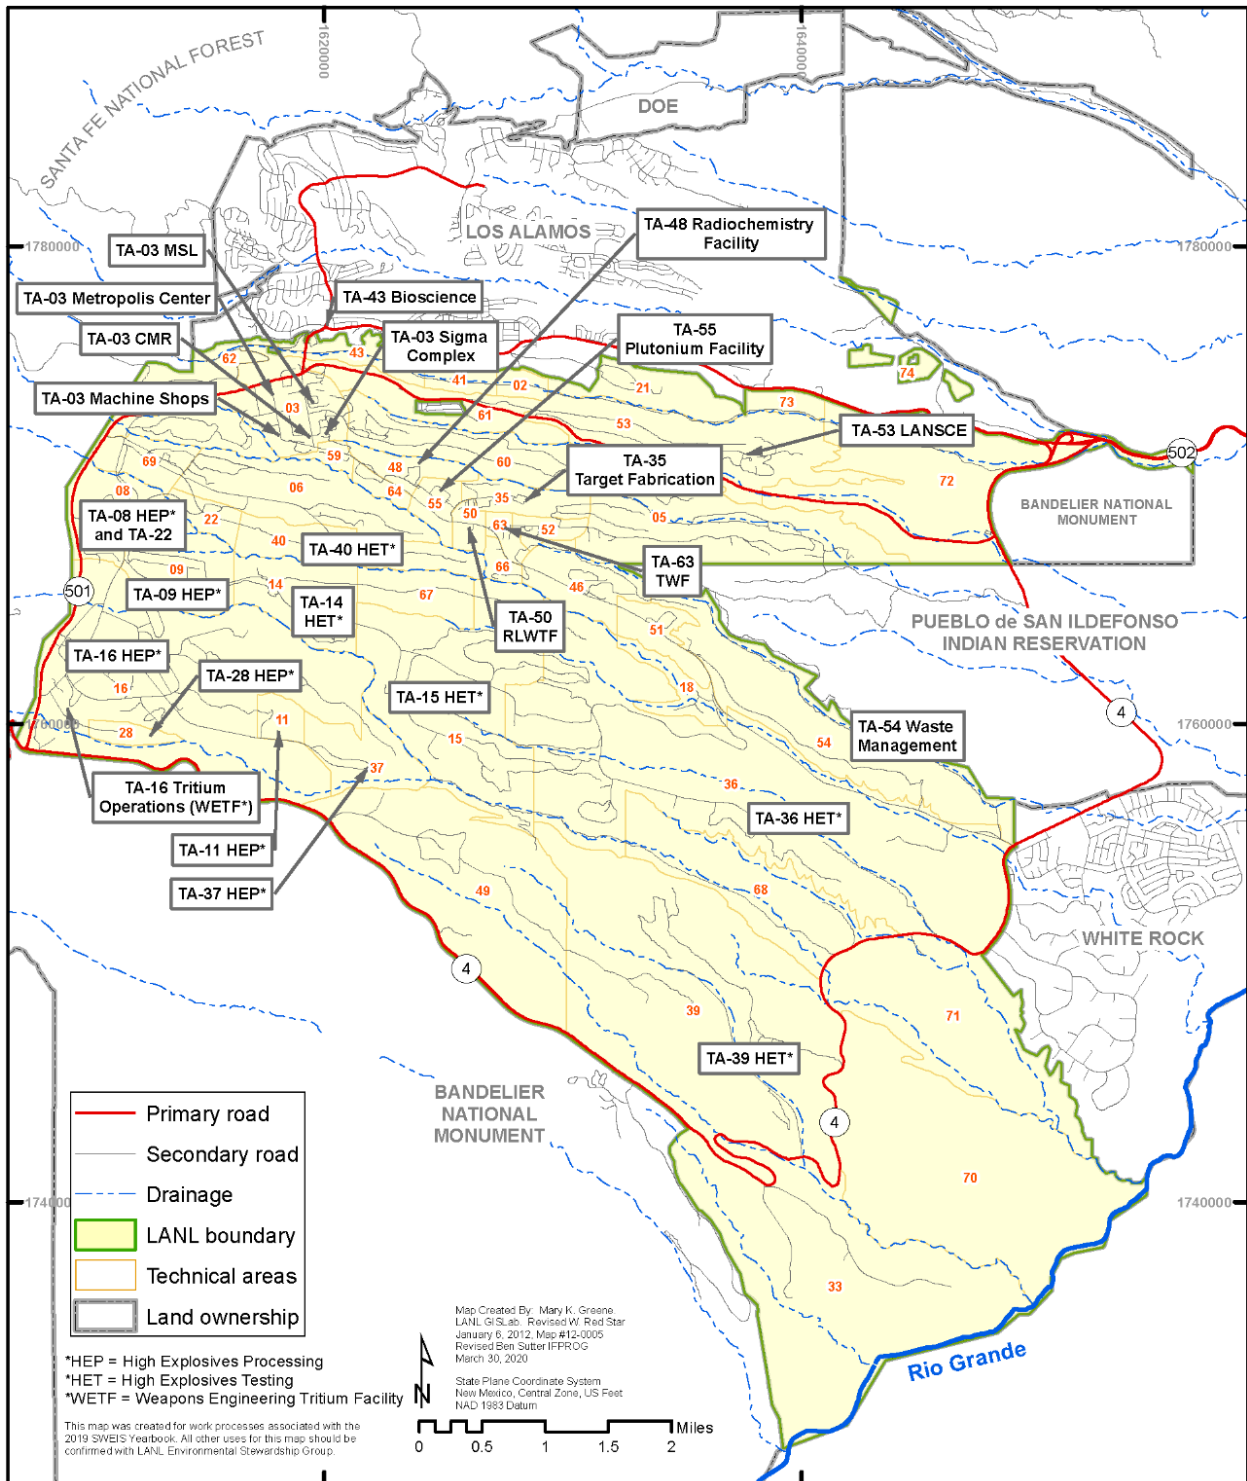 1620000
1640000
SANTA FE NATIONAL FOREST
DOE
LOS ALAMOS
TA-48 Radiochemistry
Facility
1780000
1780000
TA-03 MSL
TA-03 Metropolis Center
TA-43 Bioscience
TA-03 CMR
TA-03 Sigma
Complex
TA-55
Plutonium Facility
62
43
41
02
21
74
73
TA-03 Machine Shops
03
61
53
TA-53 LANSCE
502
59
69
48
60
TA-35
Target Fabrication
72
08
06
64
55
35
BANDELIER NATIONAL
MONUMENT
TA-08 HEP*
and TA-22
22
50
63
52
05
40
TA-40 HET*
TA-63
TWF
09
66
501
TA-09 HEP*
14
TA-14
HET*
67
46
TA-50
RLWTF
51
PUEBLO de SAN ILDEFONSO
INDIAN RESERVATION
TA-16 HEP*
16
TA-28 HEP*
18
TA-15 HET*
4
11
1760000
1760000
28
15
54
TA-54 Waste
Management
37
36
TA-16 Tritium
Operations (WETF*)
TA-36 HET*
TA-11 HEP*
TA-37 HEP*
49
68
WHITE ROCK
4
39
71
TA-39 HET*
BANDELIER
NATIONAL
MONUMENT
4
70
1740000
1740000
33
Rio Grande
Primary road
Secondary road
Drainage
LANL boundary
Technical areas
Land ownership
*HEP = High Explosives Processing
*HET = High Explosives Testing
*WETF = Weapons Engineering Tritium Facility
This map was created for work processes associated with the
2019 SWEIS Yearbook. All other uses for this map should be
confirmed with LANL Environmental Stewardship Group.
Map Created By: Mary K. Greene
LANL GISLab. Revised W. Red Star
January 6, 2012, Map #12-0005
Revised Ben Sutter IFPROG
March 30, 2020
State Plane Coordinate System
New Mexico, Central Zone, US Feet
NAD 1983 Datum
N
0 0.5 1 1.5 2 Miles